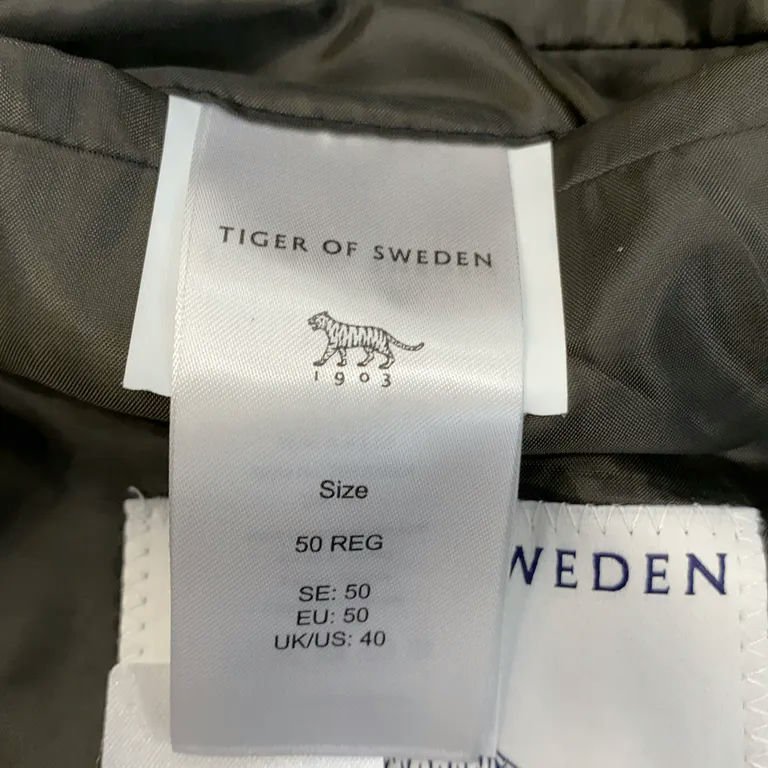 TIGER OF SWEDEN
1903
Size
50 REG
SE: 50
EU: 50
UK/US: 40
WEDEN